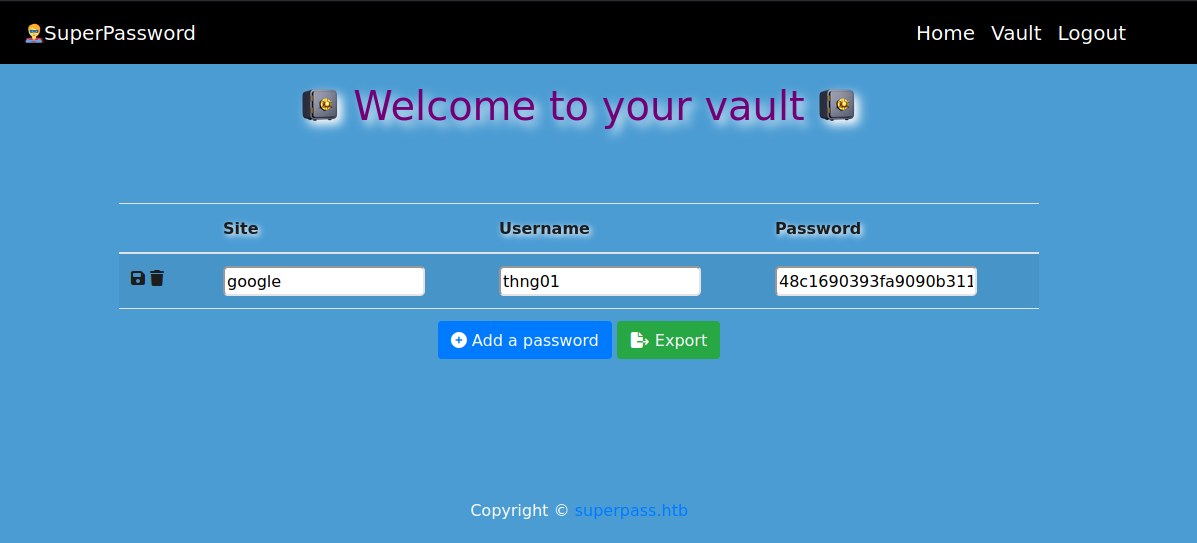 SuperPassword Home Vault Logout
Welcome to your vault
Site Username Password
google thng01 48c1690393fa9090b311
Add a password Export
Copyright © superpass.htb